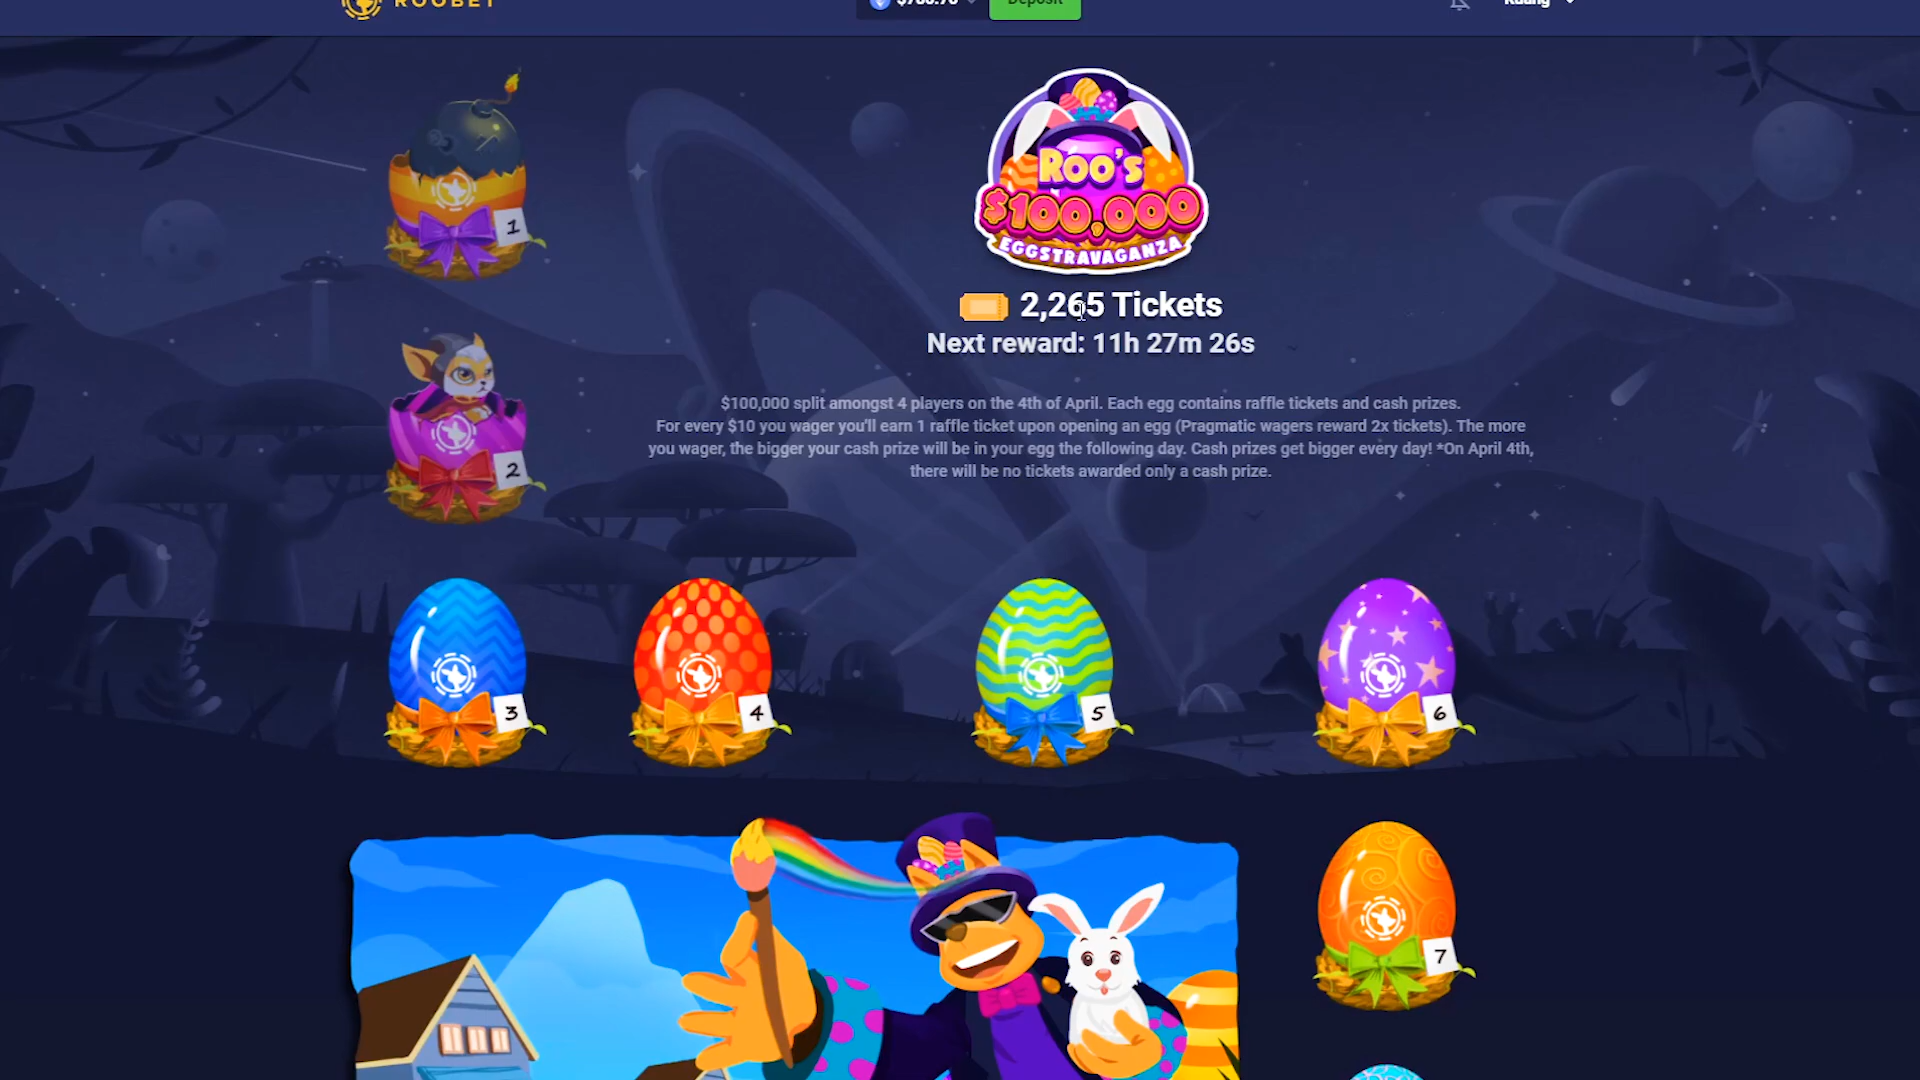 ROOBET
Deposit
1
ROO'S
$100,000
EGGSTRAVAGANZA
2,265 Tickets
Next reward: 11h 27m 26s
$100,000 split amongst 4 players on the 4th of April. Each egg contains raffle tickets and cash prizes.
For every $10 you wager you'll earn 1 raffle ticket upon opening an egg (Pragmatic wagers reward 2x tickets). The more
you wager, the bigger your cash prize will be in your egg the following day. Cash prizes get bigger every day! *On April 4th,
there will be no tickets awarded only a cash prize.
2
3
4
5
6
7